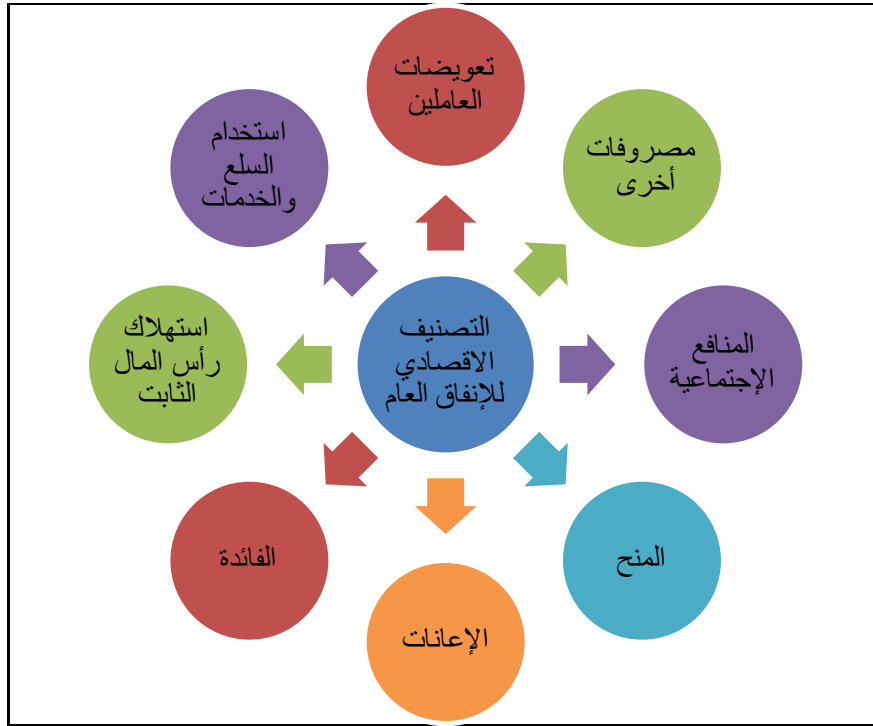 تعويضات
العاملين
مصروفات
أخرى
استخدام
السلع
والخدمات
التصنيف
الاقتصادي
للإنفاق العام
المنافع
الإجتماعية
استهلاك
رأس المال
الثابت
المنح
الفائدة
الإعانات